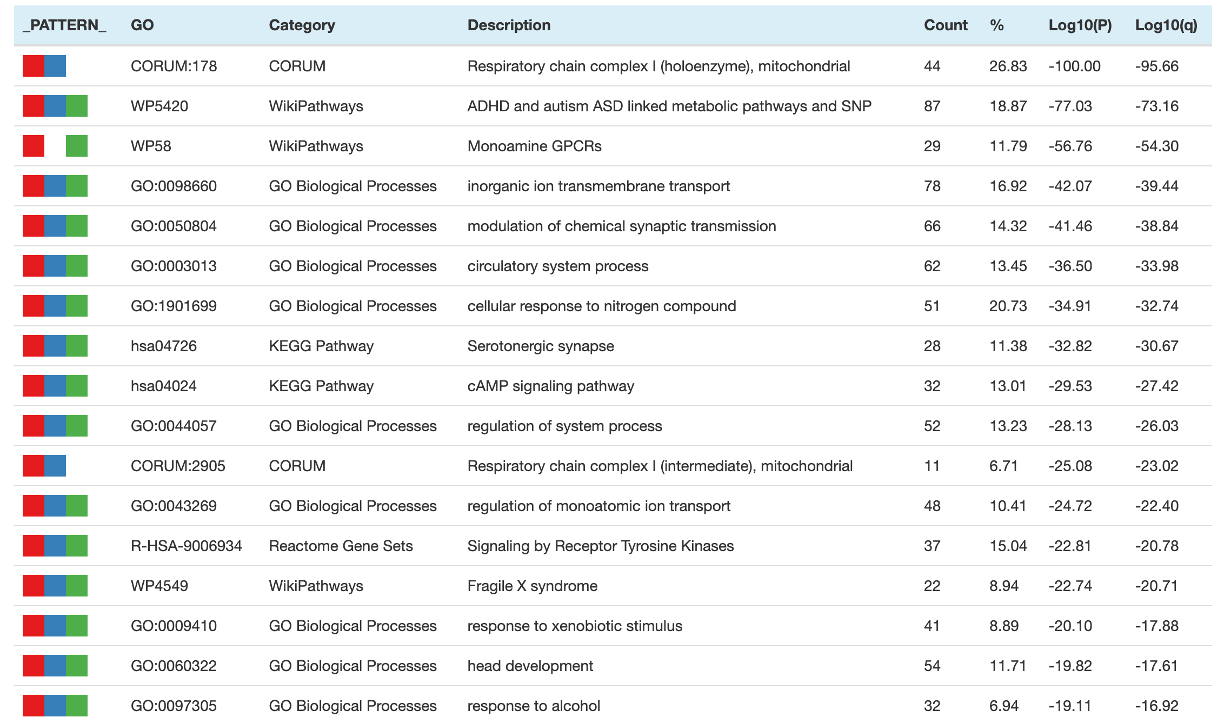 _PATTERN_ GO Category Description Count % Log10(P) Log10(q)
CORUM:178 CORUM Respiratory chain complex I (holoenzyme), mitochondrial 44 26.83 -100.00 -95.66
WP5420 WikiPathways ADHD and autism ASD linked metabolic pathways and SNP 87 18.87 -77.03 -73.16
WP58 WikiPathways Monoamine GPCRs 29 11.79 -56.76 -54.30
GO:0098660 GO Biological Processes inorganic ion transmembrane transport 78 16.92 -42.07 -39.44
GO:0050804 GO Biological Processes modulation of chemical synaptic transmission 66 14.32 -41.46 -38.84
GO:0003013 GO Biological Processes circulatory system process 62 13.45 -36.50 -33.98
GO:1901699 GO Biological Processes cellular response to nitrogen compound 51 20.73 -34.91 -32.74
hsa04726 KEGG Pathway Serotonergic synapse 28 11.38 -32.82 -30.67
hsa04024 KEGG Pathway cAMP signaling pathway 32 13.01 -29.53 -27.42
GO:0044057 GO Biological Processes regulation of system process 52 13.23 -28.13 -26.03
CORUM:2905 CORUM Respiratory chain complex I (intermediate), mitochondrial 11 6.71 -25.08 -23.02
GO:0043269 GO Biological Processes regulation of monoatomic ion transport 48 10.41 -24.72 -22.40
R-HSA-9006934 Reactome Gene Sets Signaling by Receptor Tyrosine Kinases 37 15.04 -22.81 -20.78
WP4549 WikiPathways Fragile X syndrome 22 8.94 -22.74 -20.71
GO:0009410 GO Biological Processes response to xenobiotic stimulus 41 8.89 -20.10 -17.88
GO:0060322 GO Biological Processes head development 54 11.71 -19.82 -17.61
GO:0097305 GO Biological Processes response to alcohol 32 6.94 -19.11 -16.92